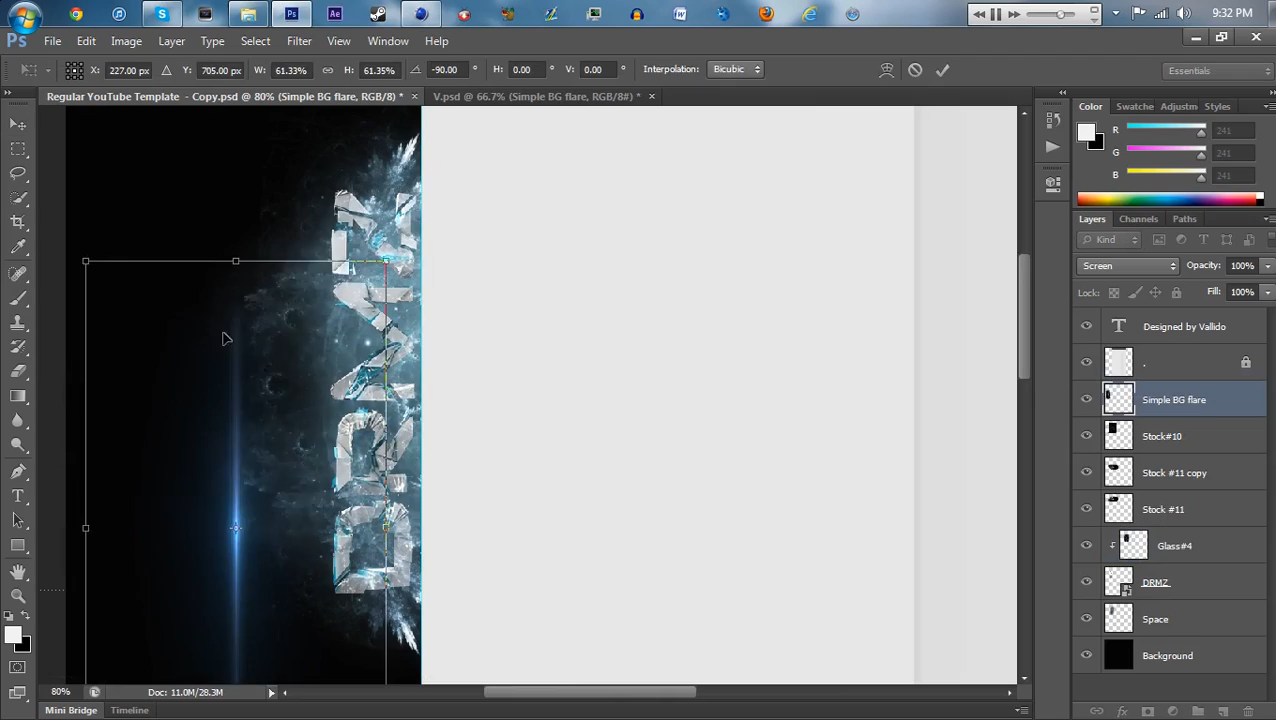 9:32 PM
Ps File Edit Image Layer Type Select Filter View Window Help
X: 227.00 px Y: 705.00 px W: 61.33% H: 61.35% -90.00 ° H: 0.00 ° V: 0.00 ° Interpolation: Bicubic Essentials
Regular YouTube Template - Copy.psd @ 80% (Simple BG flare, RGB/8) * × V.psd @ 66.7% (Simple BG flare, RGB/8#) * ×
Color Swatche Adjustm Styles
R 241
G 241
B 241
Layers Channels Paths
Kind
Screen Opacity: 100%
Lock: Fill: 100%
Designed by Vallido
.
Simple BG flare
Stock#10
Stock #11 copy
Stock #11
Glass#4
DRMZ
Space
Background
80% Doc: 11.0M/28.3M
Mini Bridge Timeline